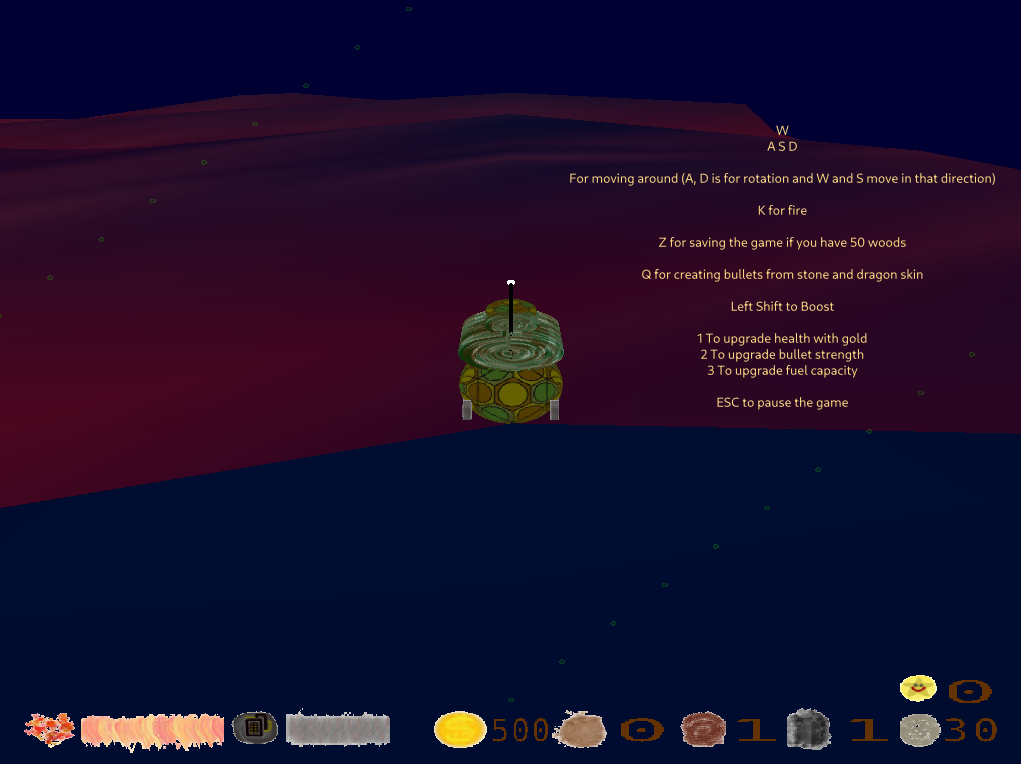 W
A S D
For moving around (A, D is for rotation and W and S move in that direction)
K for fire
Z for saving the game if you have 50 woods
Q for creating bullets from stone and dragon skin
Left Shift to Boost
1 To upgrade health with gold
2 To upgrade bullet strength
3 To upgrade fuel capacity
ESC to pause the game
0
500 0 1 1 30